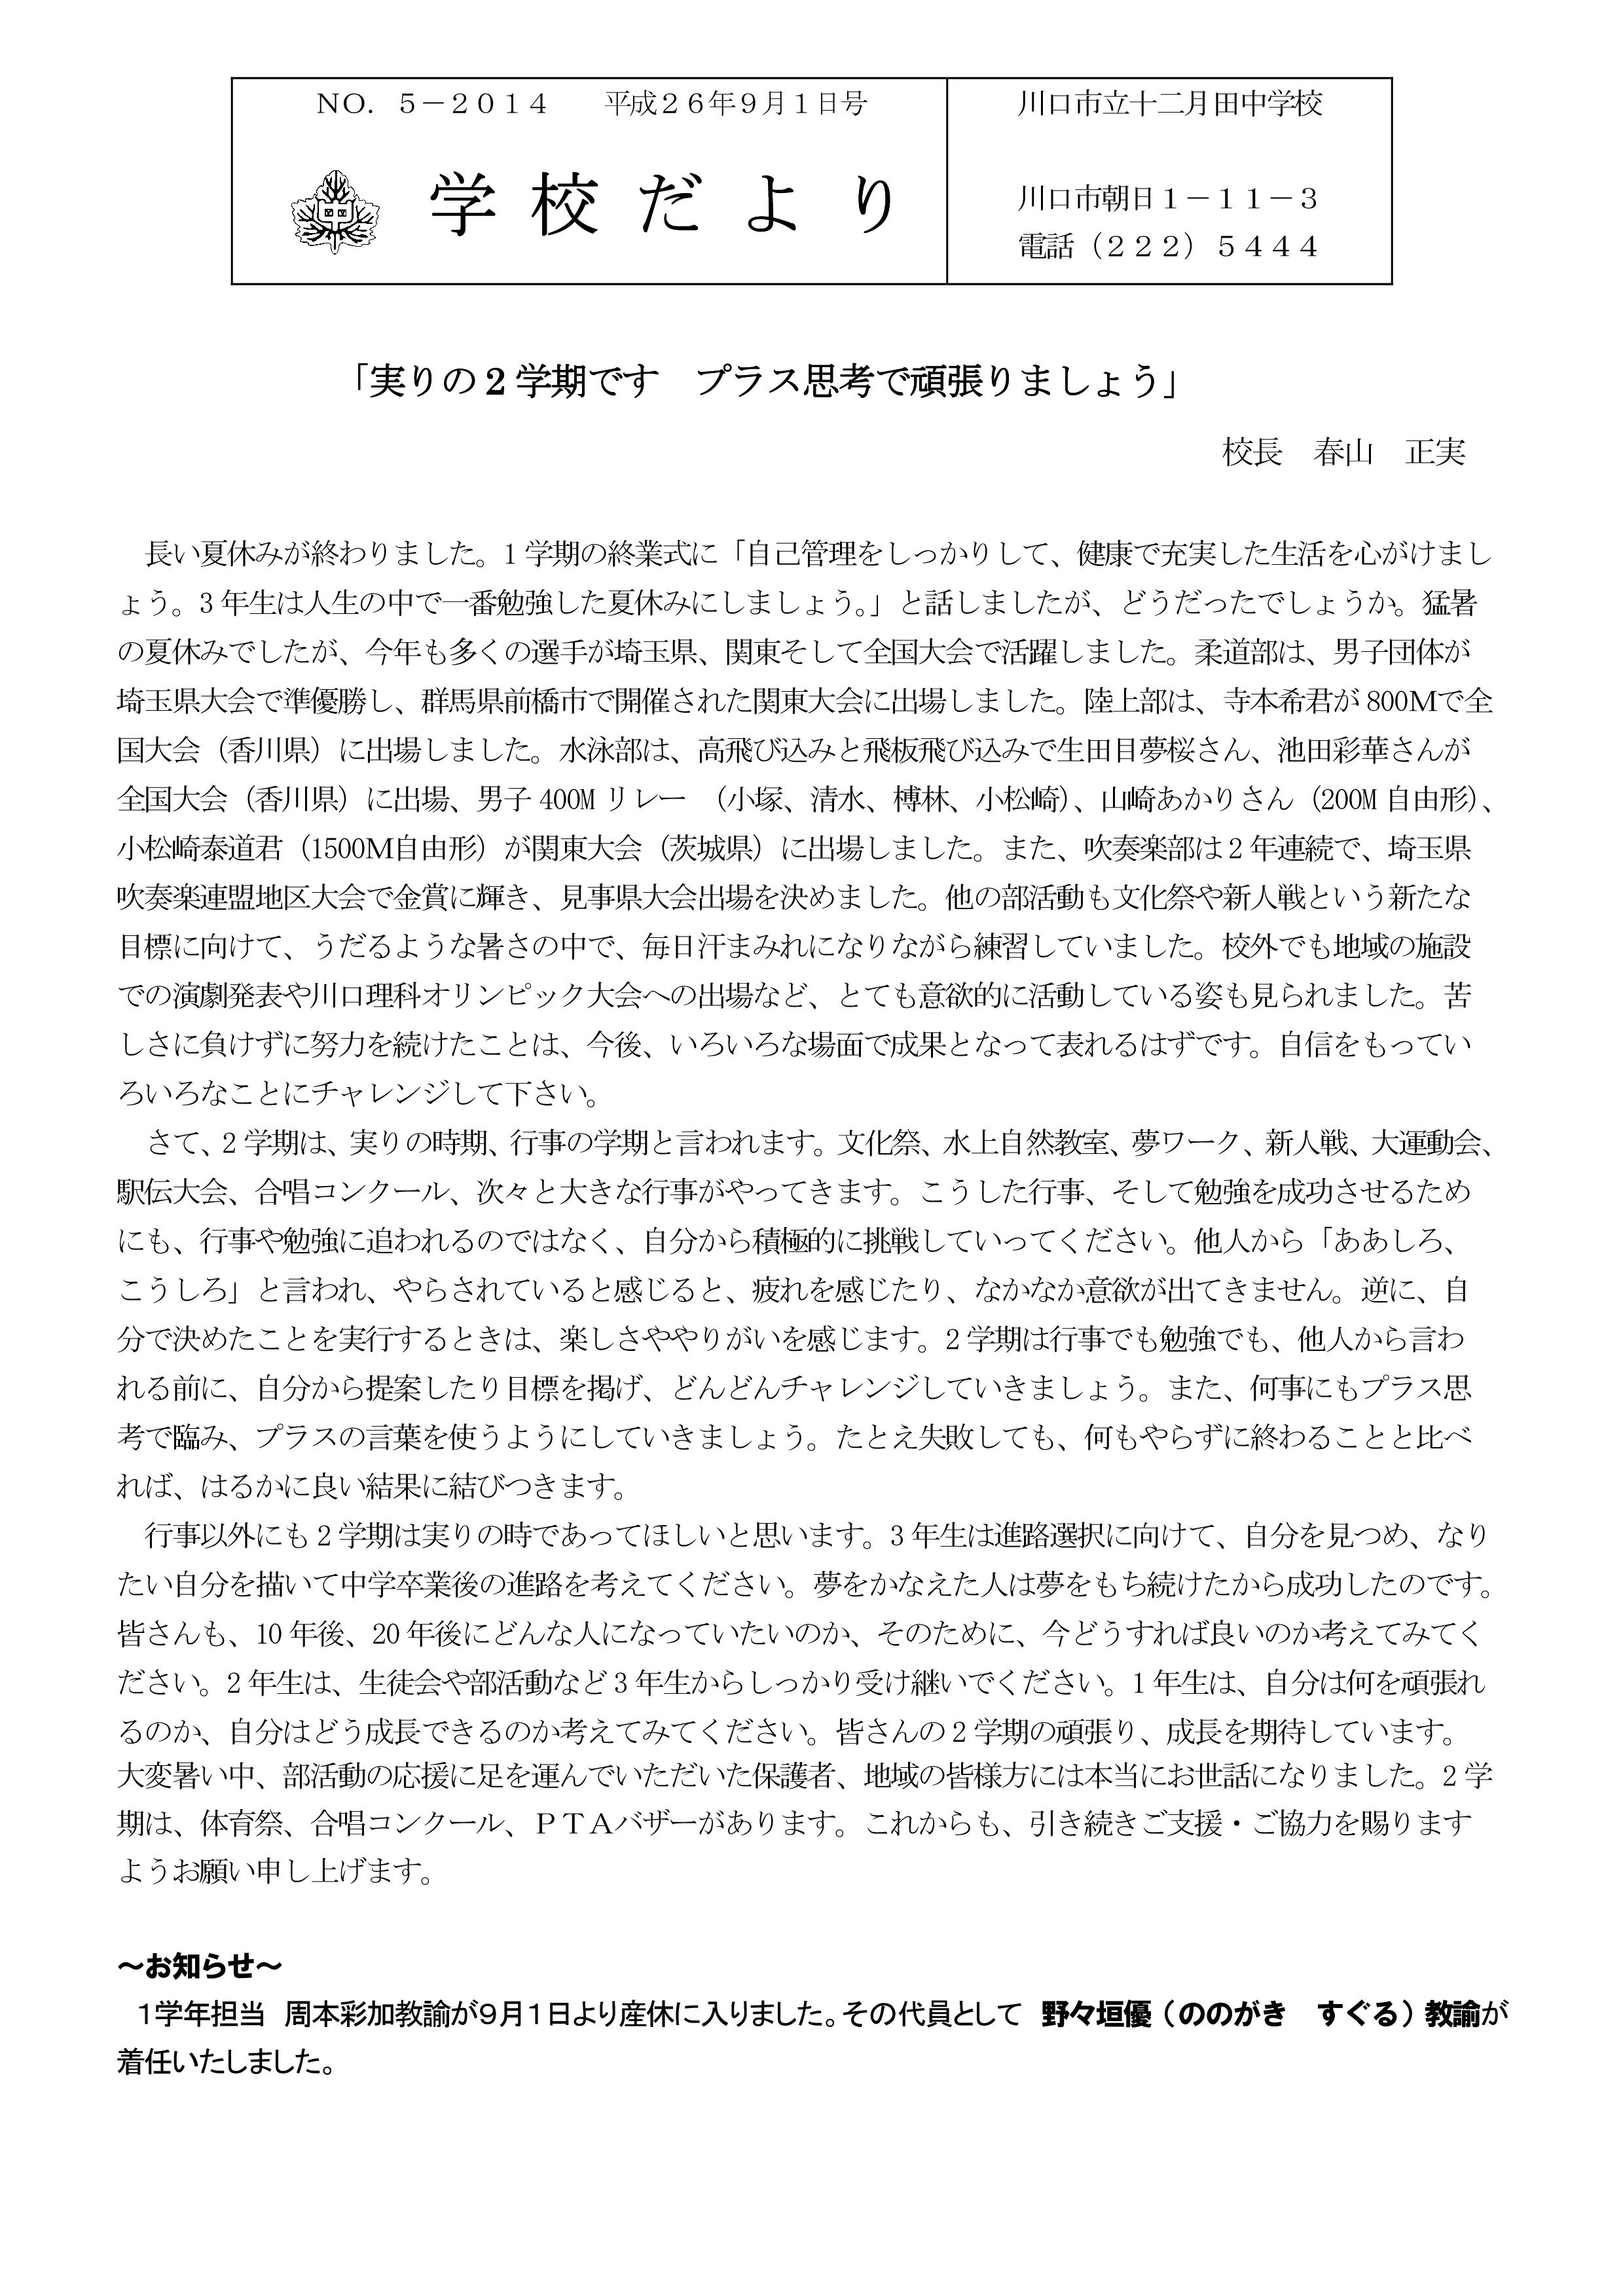 NO. ５－２０１４　　平成２６年９月１日号
学校だより
川口市立十二月田中学校
川口市朝日１－１１－３
電話（２２２）５４４４
「実りの２学期です　プラス思考で頑張りましょう」
校長　春山　正実
　長い夏休みが終わりました。1 学期の終業式に「自己管理をしっかりして、健康で充実した生活を心がけまし
ょう。3 年生は人生の中で一番勉強した夏休みにしましょう。」と話しましたが、どうだったでしょうか。猛暑
の夏休みでしたが、今年も多くの選手が埼玉県、関東そして全国大会で活躍しました。柔道部は、男子団体が
埼玉県大会で準優勝し、群馬県前橋市で開催された関東大会に出場しました。陸上部は、寺本希君が 800Mで全
国大会（香川県）に出場しました。水泳部は、高飛び込みと飛板飛び込みで生田目夢桜さん、池田彩華さんが
全国大会（香川県）に出場、男子 400M リレー　（小塚、清水、榑林、小松崎）、山崎あかりさん（200M 自由形）、
小松崎泰道君（1500M自由形）が関東大会（茨城県）に出場しました。また、吹奏楽部は 2 年連続で、埼玉県
吹奏楽連盟地区大会で金賞に輝き、見事県大会出場を決めました。他の部活動も文化祭や新人戦という新たな
目標に向けて、うだるような暑さの中で、毎日汗まみれになりながら練習していました。校外でも地域の施設
での演劇発表や川口理科オリンピック大会への出場など、とても意欲的に活動している姿も見られました。苦
しさに負けずに努力を続けたことは、今後、いろいろな場面で成果となって表れるはずです。自信をもってい
ろいろなことにチャレンジして下さい。
　さて、2 学期は、実りの時期、行事の学期と言われます。文化祭、水上自然教室、夢ワーク、新人戦、大運動会、
駅伝大会、合唱コンクール、次々と大きな行事がやってきます。こうした行事、そして勉強を成功させるため
にも、行事や勉強に追われるのではなく、自分から積極的に挑戦していってください。他人から「ああしろ、
こうしろ」と言われ、やらされていると感じると、疲れを感じたり、なかなか意欲が出てきません。逆に、自
分で決めたことを実行するときは、楽しさややりがいを感じます。2 学期は行事でも勉強でも、他人から言わ
れる前に、自分から提案したり目標を掲げ、どんどんチャレンジしていきましょう。また、何事にもプラス思
考で臨み、プラスの言葉を使うようにしていきましょう。たとえ失敗しても、何もやらずに終わることと比べ
れば、はるかに良い結果に結びつきます。
　行事以外にも 2 学期は実りの時であってほしいと思います。3 年生は進路選択に向けて、自分を見つめ、なり
たい自分を描いて中学卒業後の進路を考えてください。夢をかなえた人は夢をもち続けたから成功したのです。
皆さんも、10 年後、20 年後にどんな人になっていたいのか、そのために、今どうすれば良いのか考えてみてく
ださい。2 年生は、生徒会や部活動など 3 年生からしっかり受け継いでください。1 年生は、自分は何を頑張れ
るのか、自分はどう成長できるのか考えてみてください。皆さんの 2 学期の頑張り、成長を期待しています。
大変暑い中、部活動の応援に足を運んでいただいた保護者、地域の皆様方には本当にお世話になりました。2 学
期は、体育祭、合唱コンクール、ＰＴＡバザーがあります。これからも、引き続きご支援・ご協力を賜ります
ようお願い申し上げます。
～お知らせ～
　1学年担当　周本彩加教諭が９月１日より産休に入りました。その代員として　野々垣優（ののがき　すぐる）教諭が
着任いたしました。